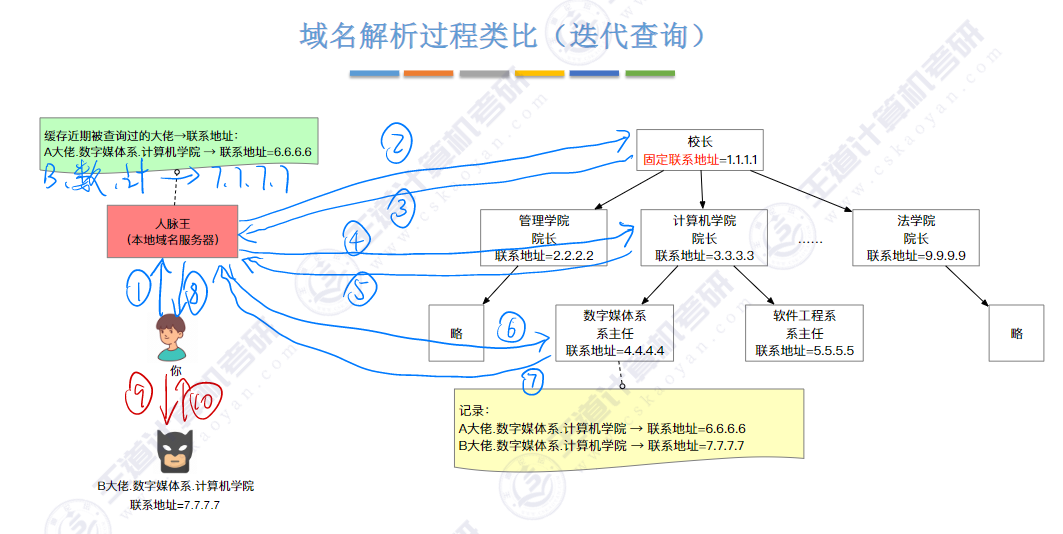 域名解析过程类比（迭代查询）
缓存近期被查询过的大佬→联系地址：
A大佬.数字媒体系.计算机学院 → 联系地址=6.6.6.6
B.数.计 → 7.7.7.7
人脉王
（本地域名服务器）
①
⑧
你
⑨
⑩
B大佬.数字媒体系.计算机学院
联系地址=7.7.7.7
②
③
④
⑤
⑥
⑦
校长
固定联系地址=1.1.1.1
管理学院
院长
联系地址=2.2.2.2
计算机学院
院长
联系地址=3.3.3.3
……
法学院
院长
联系地址=9.9.9.9
略
数字媒体系
系主任
联系地址=4.4.4.4
软件工程系
系主任
联系地址=5.5.5.5
略
记录：
A大佬.数字媒体系.计算机学院 → 联系地址=6.6.6.6
B大佬.数字媒体系.计算机学院 → 联系地址=7.7.7.7
王道计算机考研
www.cskaoyan.com